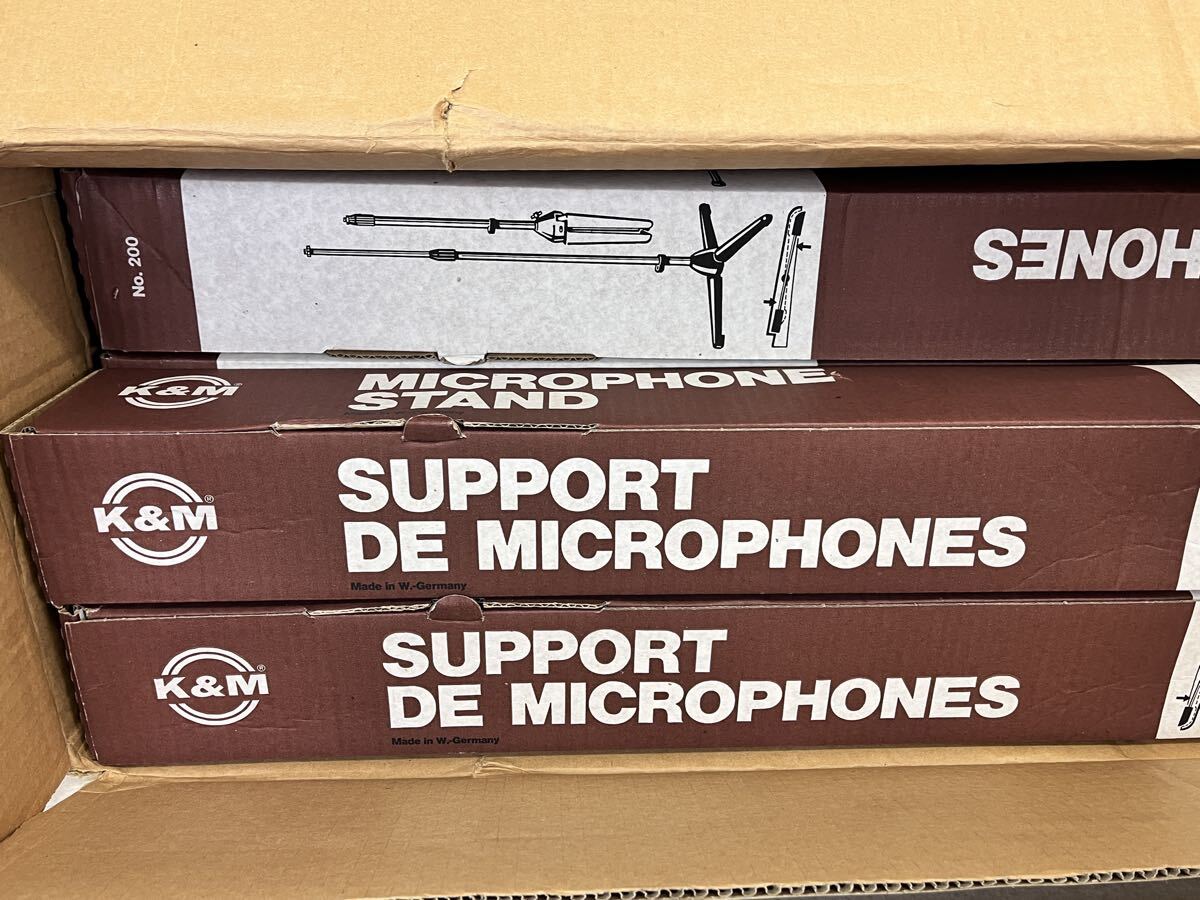 No. 200
HONES
K&M®
MICROPHONE
STAND
K&M®
SUPPORT
DE MICROPHONES
Made in W.-Germany
K&M®
SUPPORT
DE MICROPHONES
Made in W.-Germany